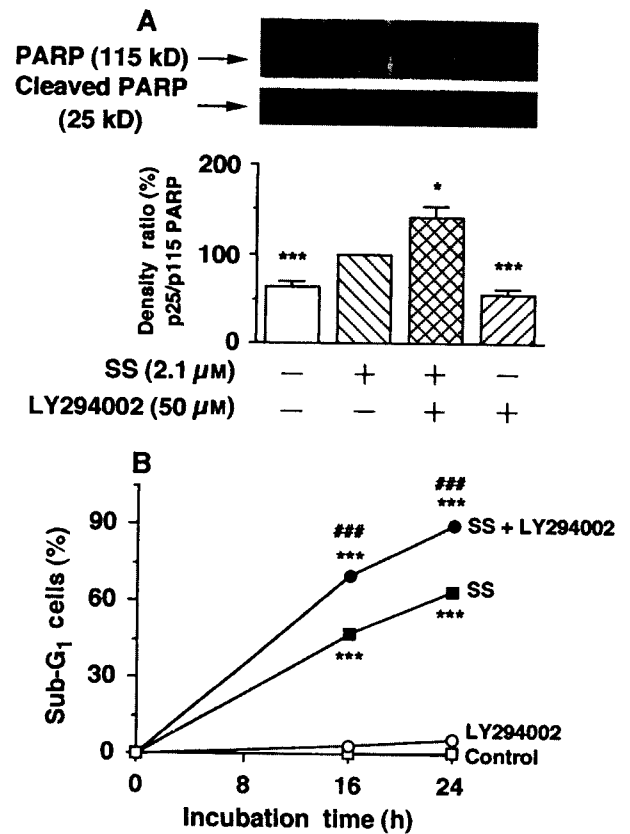 A
PARP (115 kD)
Cleaved PARP
(25 kD)
Density ratio (%)
p25/p115 PARP
200
100
0
***
*
***
SS (2.1 μM) − + + −
LY294002 (50 μM) − − + +
B
Sub-G1 cells (%)
90
60
30
0
###
***
###
***
SS + LY294002
SS
***
***
LY294002
Control
0 8 16 24
Incubation time (h)